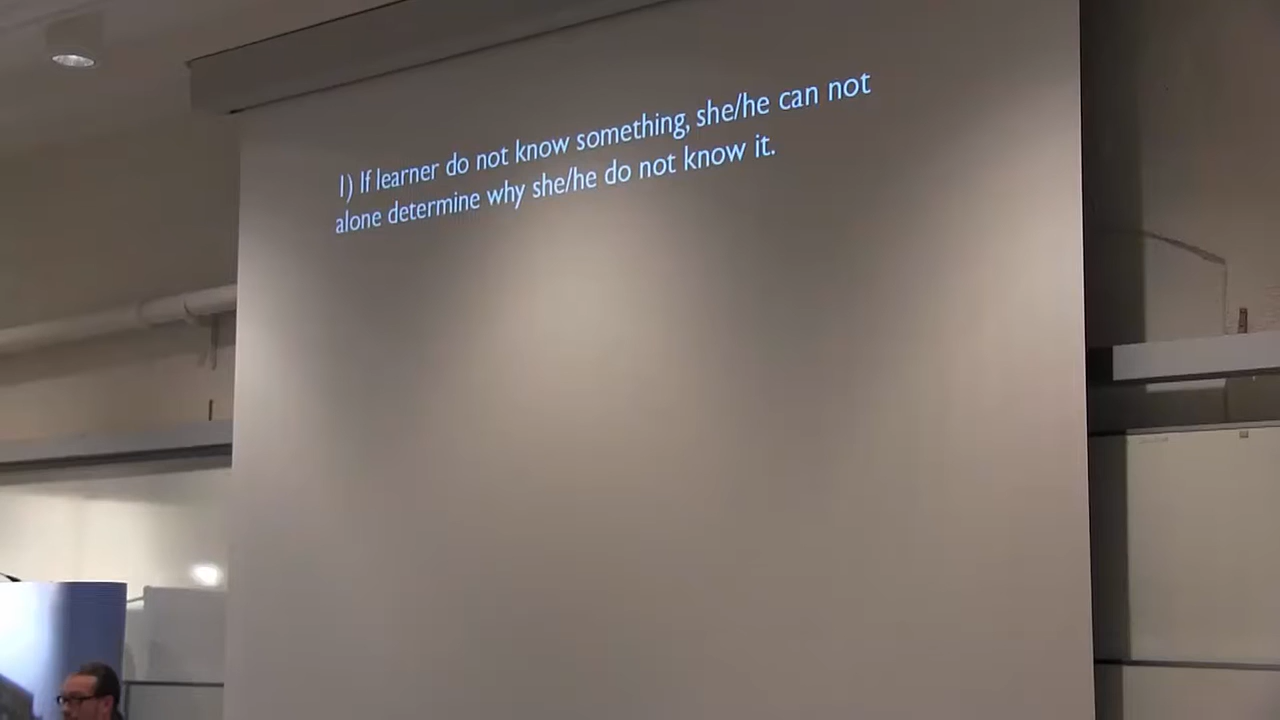 1) If learner do not know something, she/he can not
alone determine why she/he do not know it.